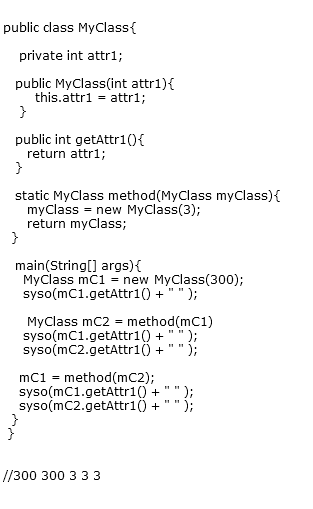 public class MyClass{
private int attr1;
public MyClass(int attr1){
this.attr1 = attr1;
}
public int getAttr1(){
return attr1;
}
static MyClass method(MyClass myClass){
myClass = new MyClass(3);
return myClass;
}
main(String[] args){
MyClass mC1 = new MyClass(300);
syso(mC1.getAttr1() + " " );
MyClass mC2 = method(mC1)
syso(mC1.getAttr1() + " " );
syso(mC2.getAttr1() + " " );
mC1 = method(mC2);
syso(mC1.getAttr1() + " " );
syso(mC2.getAttr1() + " " );
}
}
//300 300 3 3 3